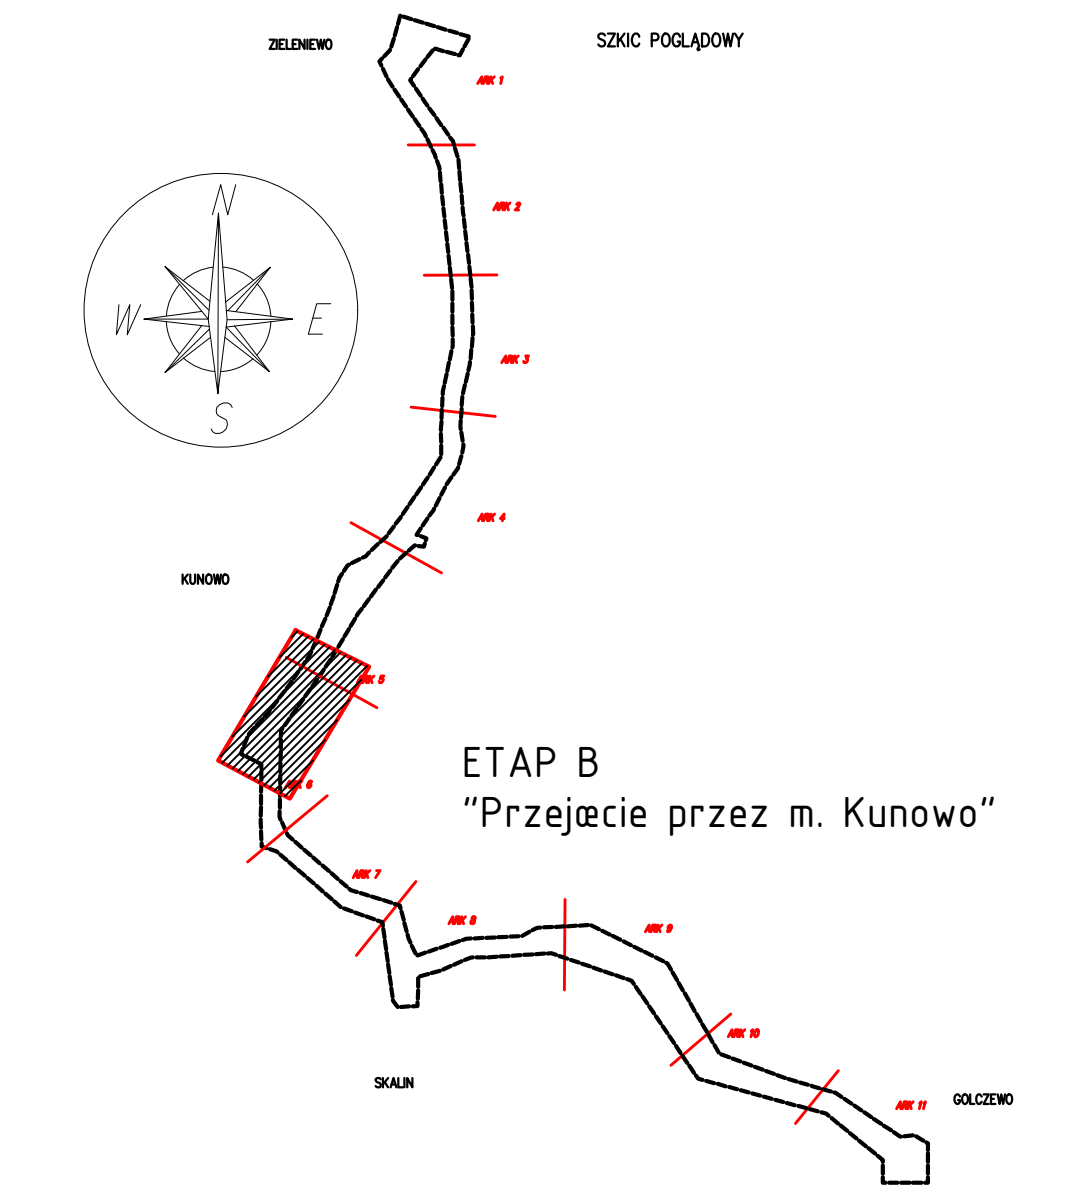 ZIELENIEWO
SZKIC POGLĄDOWY
ARK 1
N
ARK 2
W
E
ARK 3
S
ARK 4
KUNOWO
ARK 5
ETAP B
ARK 6
"Przejœcie przez m. Kunowo"
ARK 7
ARK 8
ARK 9
ARK 10
SKALIN
GOLCZEWO
ARK 11